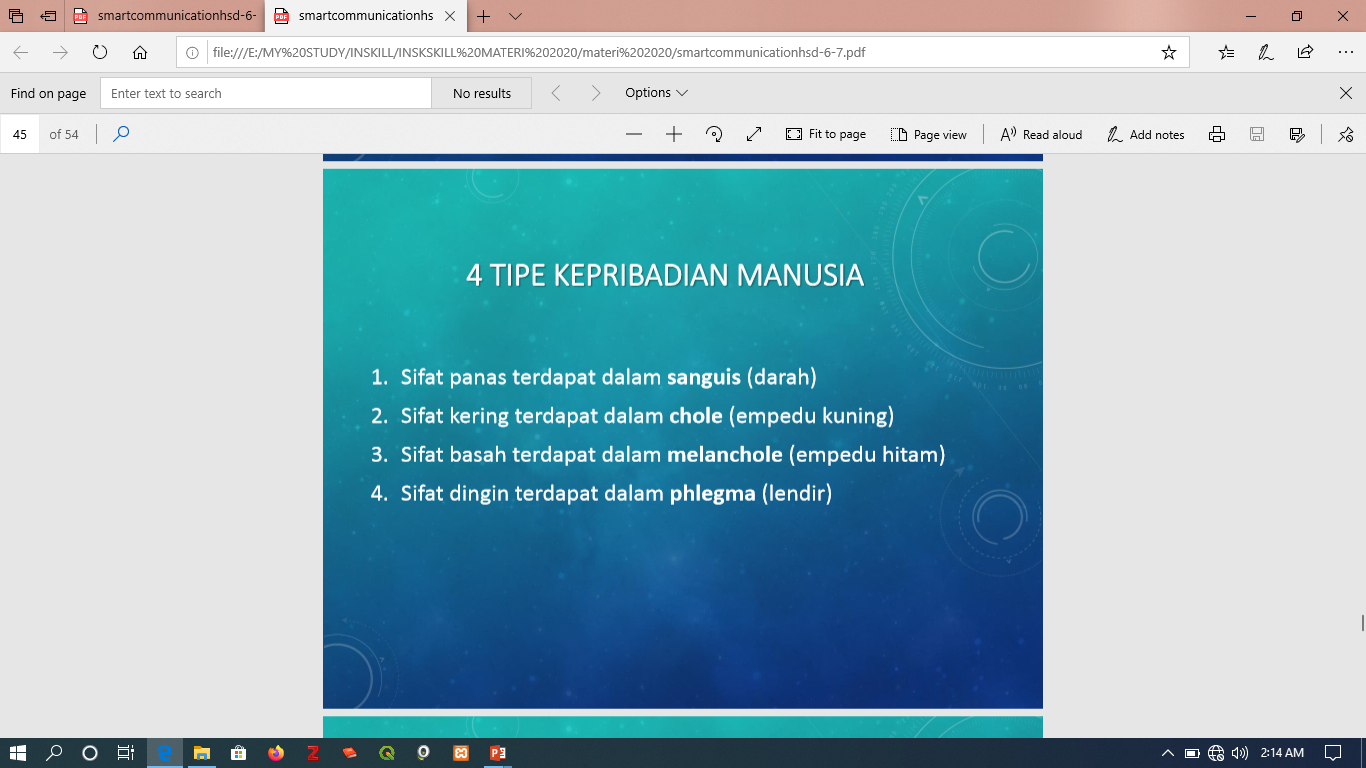 smartcommunicationhsd-6-
smartcommunicationhs
file:///E:/MY%20STUDY/INSKILL/INSKSKILL%20MATERI%202020/materi%202020/smartcommunicationhsd-6-7.pdf
Find on page
Enter text to search
No results
Options
45 of 54
Fit to page
Page view
Read aloud
Add notes
4 TIPE KEPRIBADIAN MANUSIA
1. Sifat panas terdapat dalam sanguis (darah)
2. Sifat kering terdapat dalam chole (empedu kuning)
3. Sifat basah terdapat dalam melanchole (empedu hitam)
4. Sifat dingin terdapat dalam phlegma (lendir)
2:14 AM